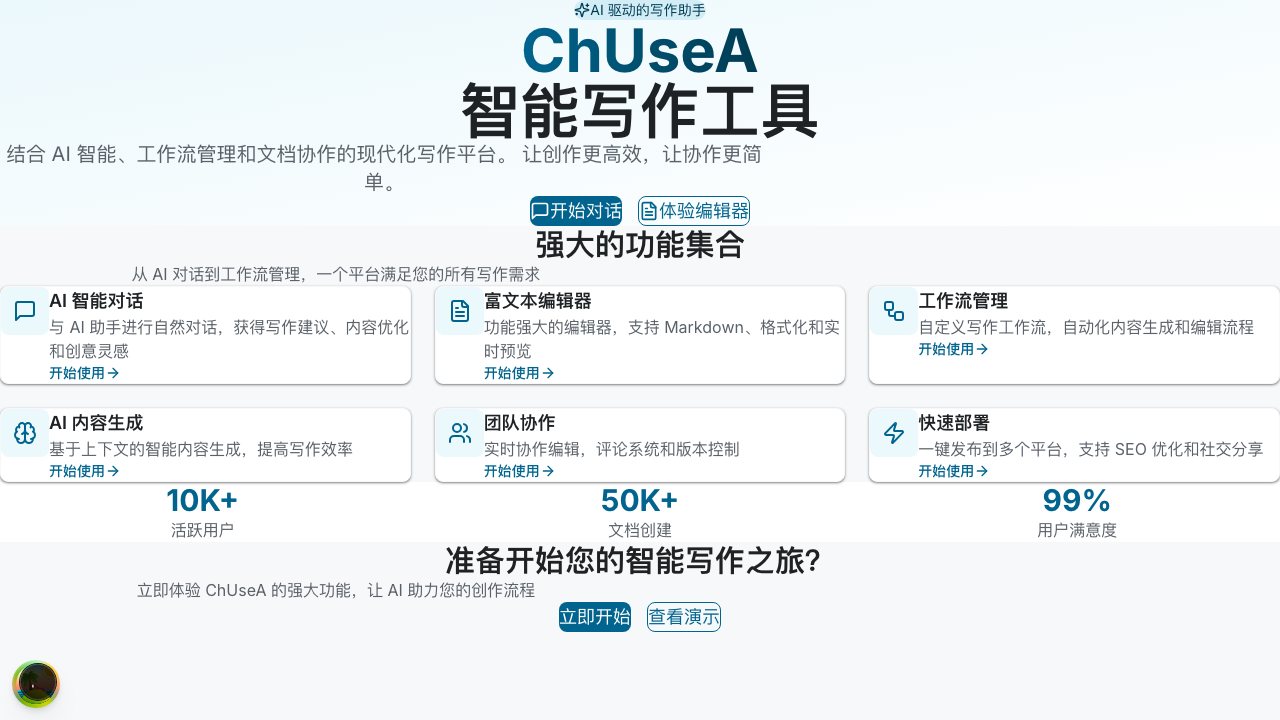 AI 驱动的写作助手
ChUseA
智能写作工具
结合 AI 智能、工作流管理和文档协作的现代化写作平台。 让创作更高效，让协作更简
单。
开始对话
体验编辑器
强大的功能集合
从 AI 对话到工作流管理，一个平台满足您的所有写作需求
AI 智能对话
与 AI 助手进行自然对话，获得写作建议、内容优化
和创意灵感
开始使用
富文本编辑器
功能强大的编辑器，支持 Markdown、格式化和实
时预览
开始使用
工作流管理
自定义写作工作流，自动化内容生成和编辑流程
开始使用
AI 内容生成
基于上下文的智能内容生成，提高写作效率
开始使用
团队协作
实时协作编辑，评论系统和版本控制
开始使用
快速部署
一键发布到多个平台，支持 SEO 优化和社交分享
开始使用
10K+
活跃用户
50K+
文档创建
99%
用户满意度
准备开始您的智能写作之旅?
立即体验 ChUseA 的强大功能，让 AI 助力您的创作流程
立即开始
查看演示